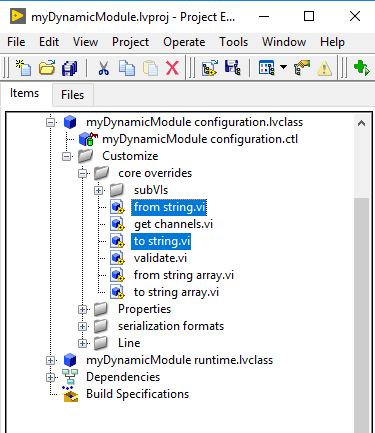 myDynamicModule.lvproj - Project E...
File Edit View Project Operate Tools Window
Items Files
myDynamicModule configuration.lvclass
myDynamicModule configuration.ctl
Customize
core overrides
subVIs
from string.vi
get channels.vi
to string.vi
validate.vi
from string array.vi
to string array.vi
Properties
serialization formats
Line
myDynamicModule runtime.lvclass
Dependencies
Build Specifications